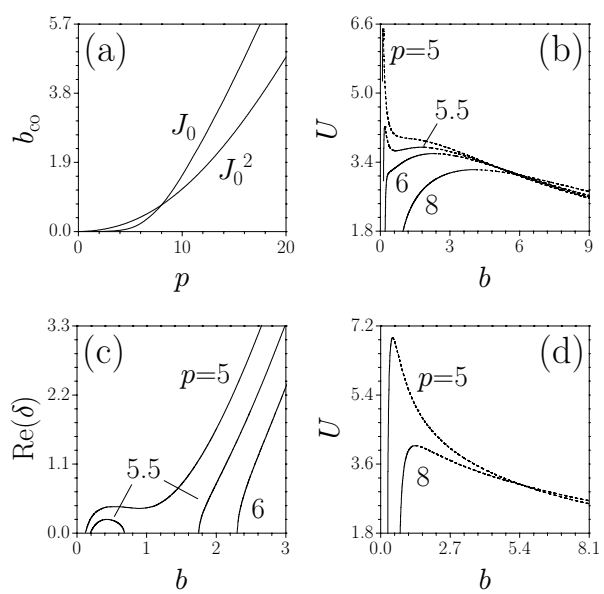 (a)
5.7
3.8
1.9
0.0
b_co
J_0
J_0^2
0
10
20
p
(b)
6.6
5.0
3.4
1.8
U
p=5
5.5
6
8
0
3
6
9
b
(c)
3.3
2.2
1.1
0.0
Re(δ)
p=5
5.5
6
0
1
2
3
b
(d)
7.2
5.4
3.6
1.8
U
p=5
8
0.0
2.7
5.4
8.1
b